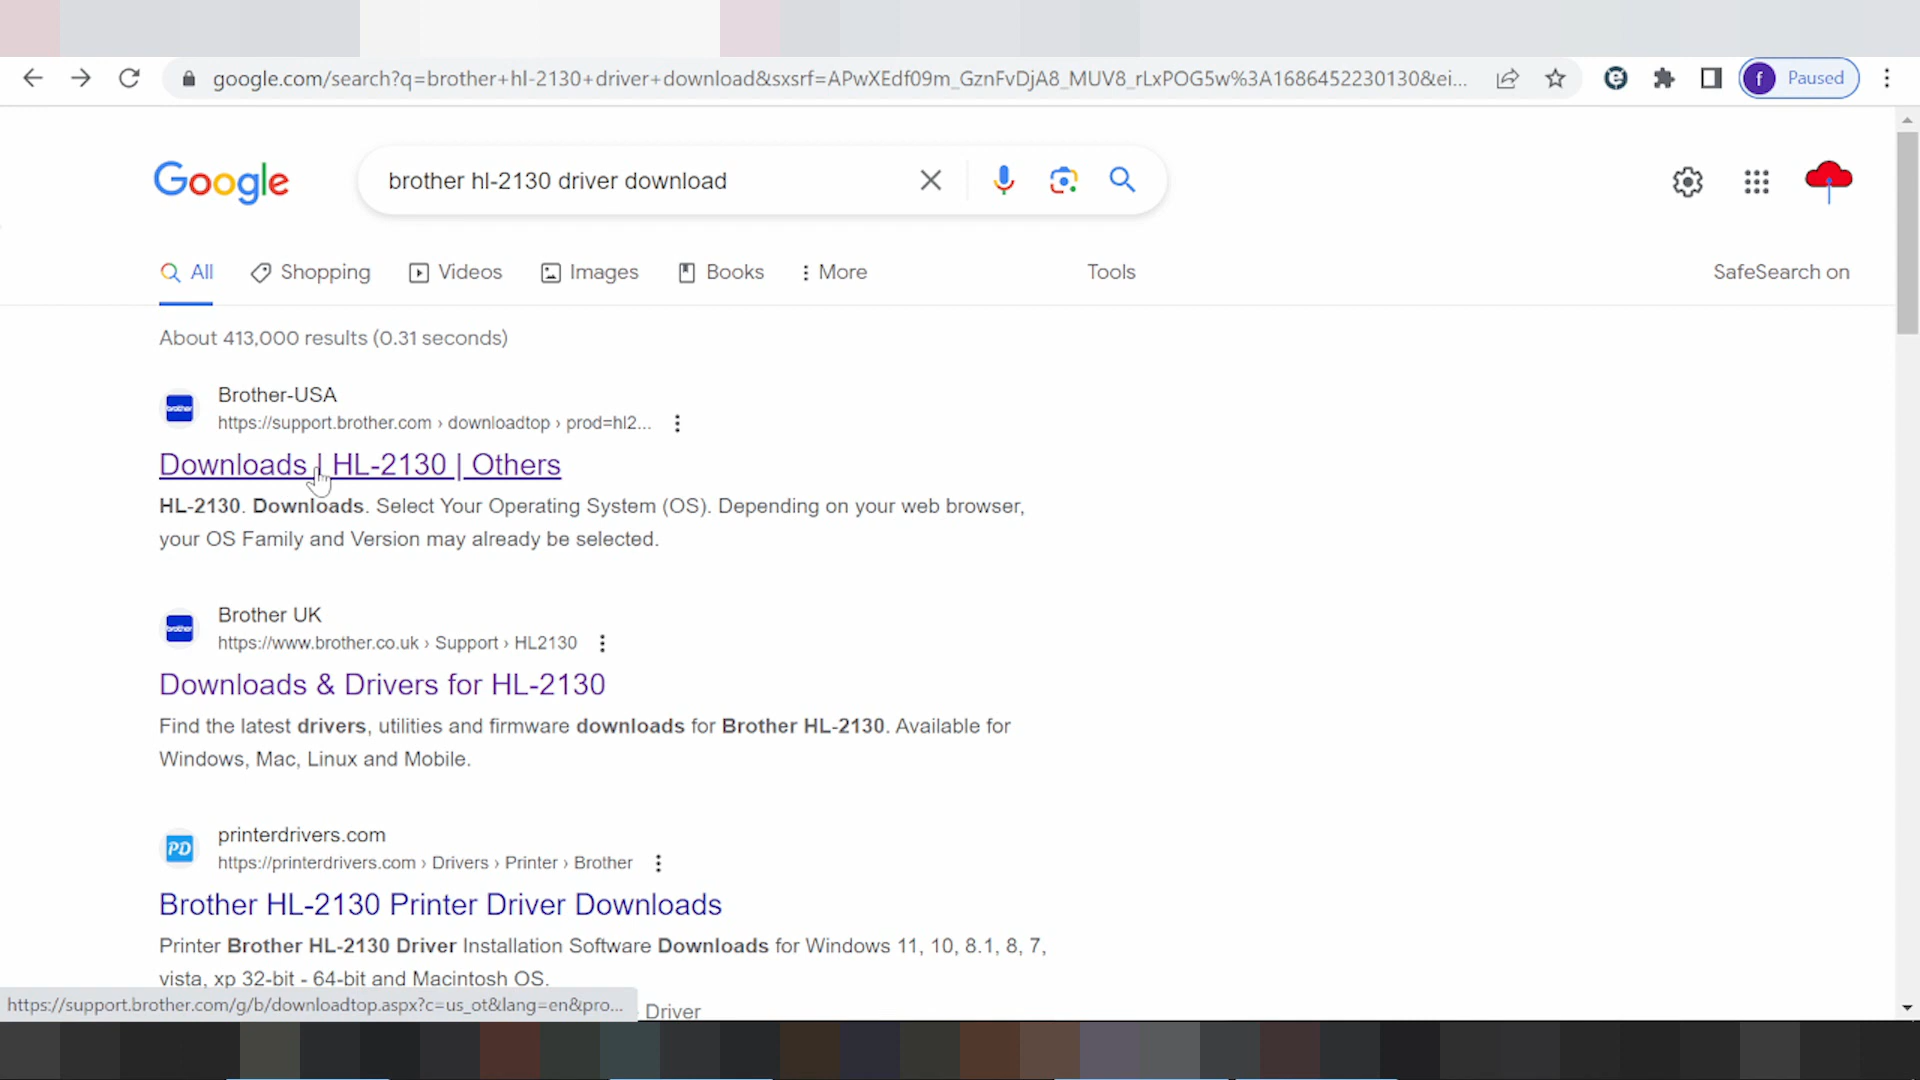 google.com/search?q=brother+hl-2130+driver+download&sxsrf=APwXEdf09m_GznFvDjA8_MUV8_rLxPOG5w%3A1686452230130&ei...
f Paused
Google
brother hl-2130 driver download
All Shopping Videos Images Books More Tools SafeSearch on
About 413,000 results (0.31 seconds)
brother
Brother-USA
https://support.brother.com › downloadtop › prod=hl2...
Downloads | HL-2130 | Others
HL-2130. Downloads. Select Your Operating System (OS). Depending on your web browser,
your OS Family and Version may already be selected.
brother
Brother UK
https://www.brother.co.uk › Support › HL2130
Downloads & Drivers for HL-2130
Find the latest drivers, utilities and firmware downloads for Brother HL-2130. Available for
Windows, Mac, Linux and Mobile.
PD
printerdrivers.com
https://printerdrivers.com › Drivers › Printer › Brother
Brother HL-2130 Printer Driver Downloads
Printer Brother HL-2130 Driver Installation Software Downloads for Windows 11, 10, 8.1, 8, 7,
vista, xp 32-bit - 64-bit and Macintosh OS.
https://support.brother.com/g/b/downloadtop.aspx?c=us_ot&lang=en&pro...
Driver